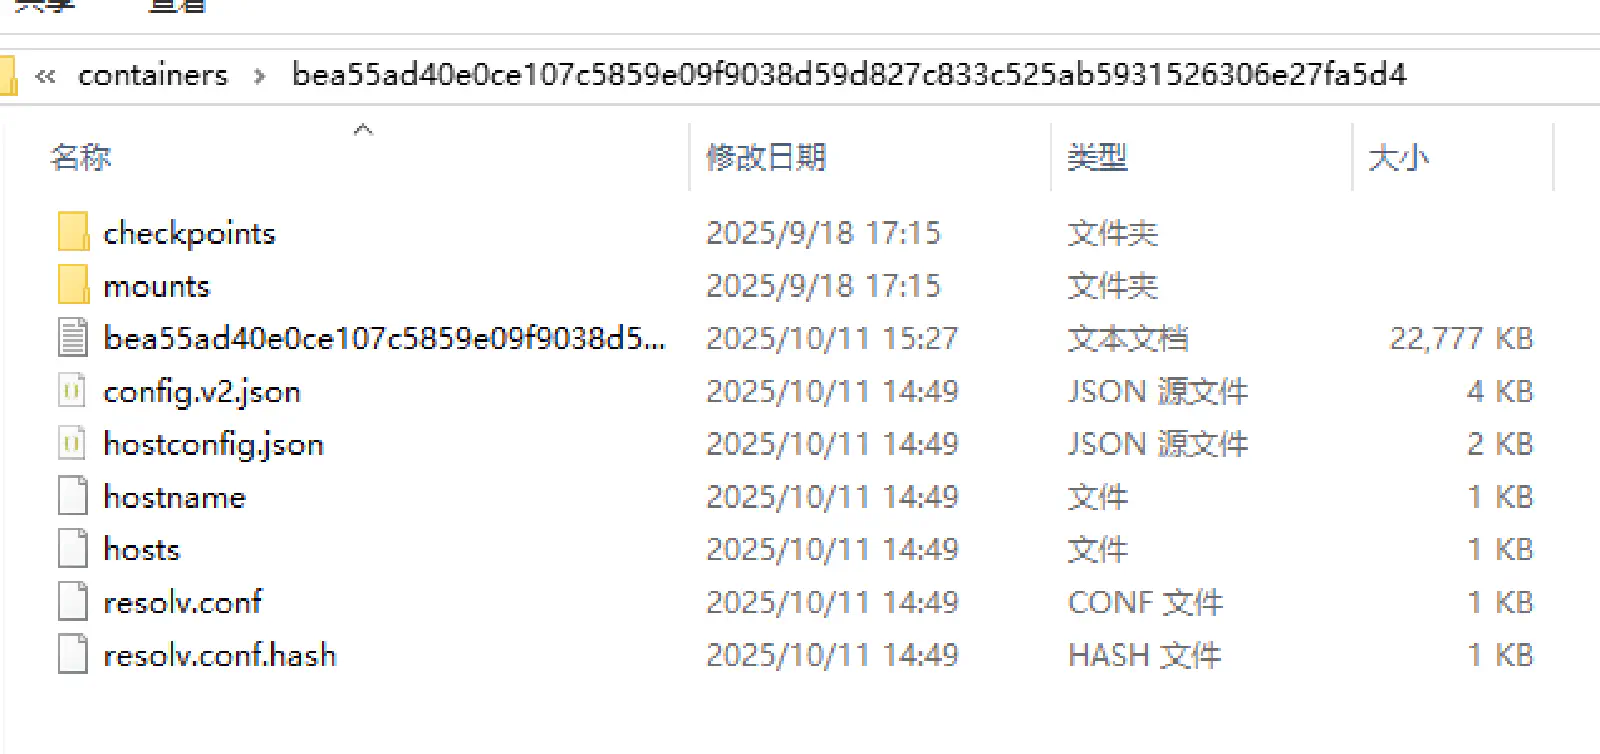 共享 查看
« containers > bea55ad40e0ce107c5859e09f9038d59d827c833c525ab5931526306e27fa5d4
名称 修改日期 类型 大小
checkpoints 2025/9/18 17:15 文件夹
mounts 2025/9/18 17:15 文件夹
bea55ad40e0ce107c5859e09f9038d5... 2025/10/11 15:27 文本文档 22,777 KB
config.v2.json 2025/10/11 14:49 JSON 源文件 4 KB
hostconfig.json 2025/10/11 14:49 JSON 源文件 2 KB
hostname 2025/10/11 14:49 文件 1 KB
hosts 2025/10/11 14:49 文件 1 KB
resolv.conf 2025/10/11 14:49 CONF 文件 1 KB
resolv.conf.hash 2025/10/11 14:49 HASH 文件 1 KB